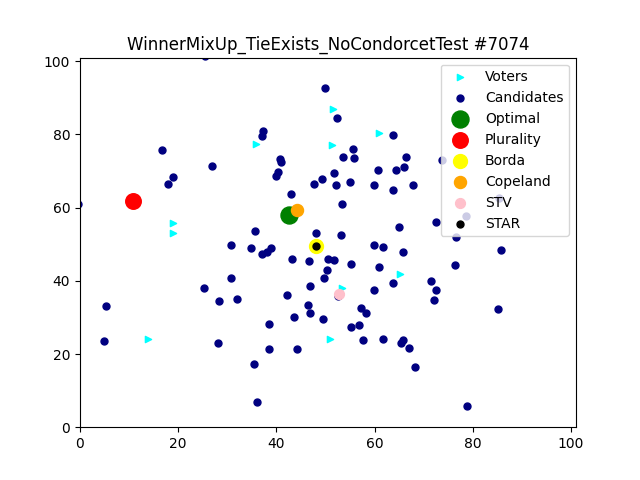 WinnerMixUp_TieExists_NoCondorcetTest #7074
100
80
60
40
20
0
0
20
40
60
80
100
Voters
Candidates
Optimal
Plurality
Borda
Copeland
STV
STAR